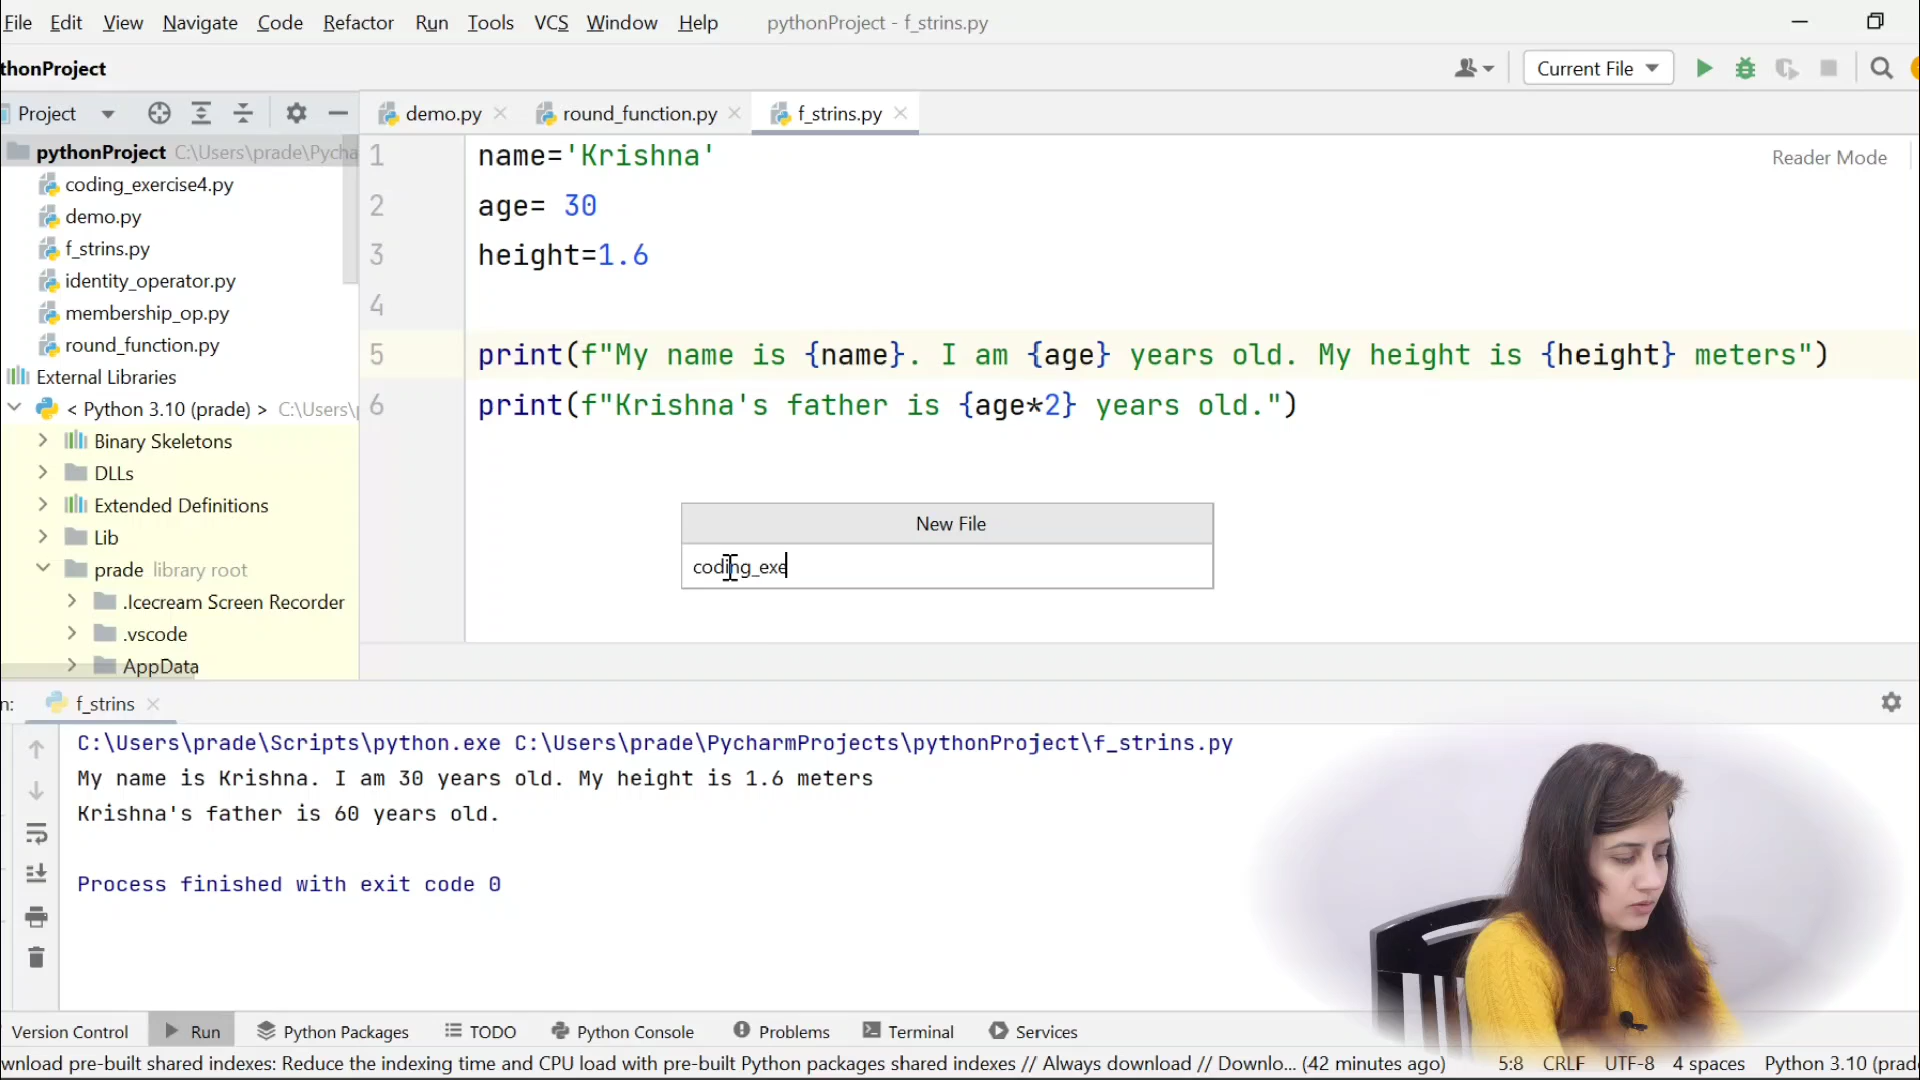 File Edit View Navigate Code Refactor Run Tools VCS Window Help pythonProject - f_strins.py
thonProject
Current File
Project
demo.py
round_function.py
f_strins.py
pythonProject C:\Users\prade\Pycha
coding_exercise4.py
demo.py
f_strins.py
identity_operator.py
membership_op.py
round_function.py
External Libraries
< Python 3.10 (prade) > C:\Users\
Binary Skeletons
DLLs
Extended Definitions
Lib
prade library root
.Icecream Screen Recorder
.vscode
AppData
Reader Mode
1 name='Krishna'
2 age= 30
3 height=1.6
4
5 print(f"My name is {name}. I am {age} years old. My height is {height} meters")
6 print(f"Krishna's father is {age*2} years old.")
New File
coding_exe
n: f_strins
C:\Users\prade\Scripts\python.exe C:\Users\prade\PycharmProjects\pythonProject\f_strins.py
My name is Krishna. I am 30 years old. My height is 1.6 meters
Krishna's father is 60 years old.
Process finished with exit code 0
Version Control Run Python Packages TODO Python Console Problems Terminal Services
wnload pre-built shared indexes: Reduce the indexing time and CPU load with pre-built Python packages shared indexes // Always download // Downlo... (42 minutes ago) 5:8 CRLF UTF-8 4 spaces Python 3.10 (prad